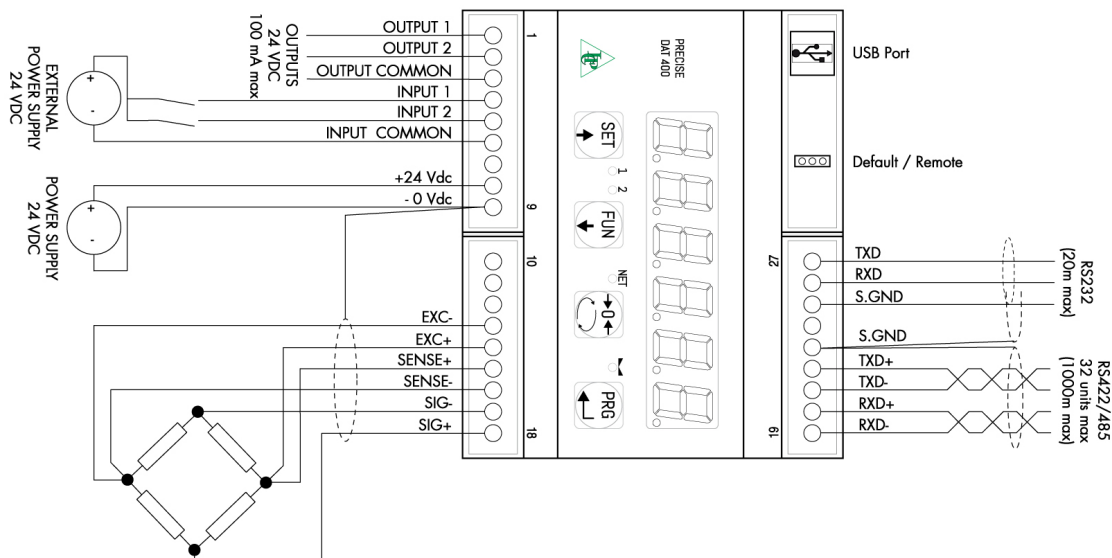 OUTPUT 1
OUTPUT 2
OUTPUT COMMON
INPUT 1
INPUT 2
INPUT COMMON
+24 Vdc
- 0 Vdc
OUTPUTS
24 VDC
100 mA max
EXTERNAL
POWER SUPPLY
24 VDC
+
-
POWER SUPPLY
24 VDC
+
-
EXC-
EXC+
SENSE+
SENSE-
SIG-
SIG+
1
9
10
18
PRECISE
DAT 400
SET
1
2
FUN
NET
0
PRG
USB Port
Default / Remote
27
19
TXD
RXD
S.GND
S.GND
TXD+
TXD-
RXD+
RXD-
RS232
(20m max)
RS422/485
32 units max
(1000m max)